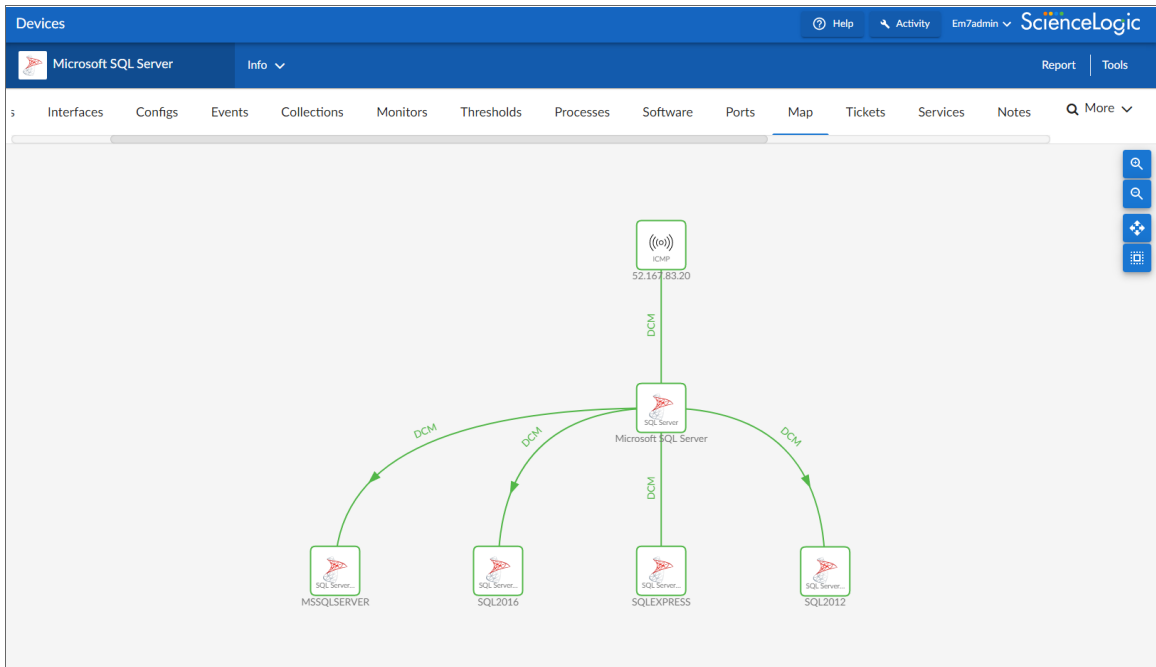 Devices
Help
Activity
Em7admin
ScienceLogic
Microsoft SQL Server
Info
Report
Tools
s
Interfaces
Configs
Events
Collections
Monitors
Thresholds
Processes
Software
Ports
Map
Tickets
Services
Notes
More
ICMP
52.167.83.20
DCM
SQL Server
Microsoft SQL Server
DCM
DCM
DCM
DCM
SQL Server...
MSSQLSERVER
SQL Server...
SQL2016
SQL Server...
SQLEXPRESS
SQL Server...
SQL2012